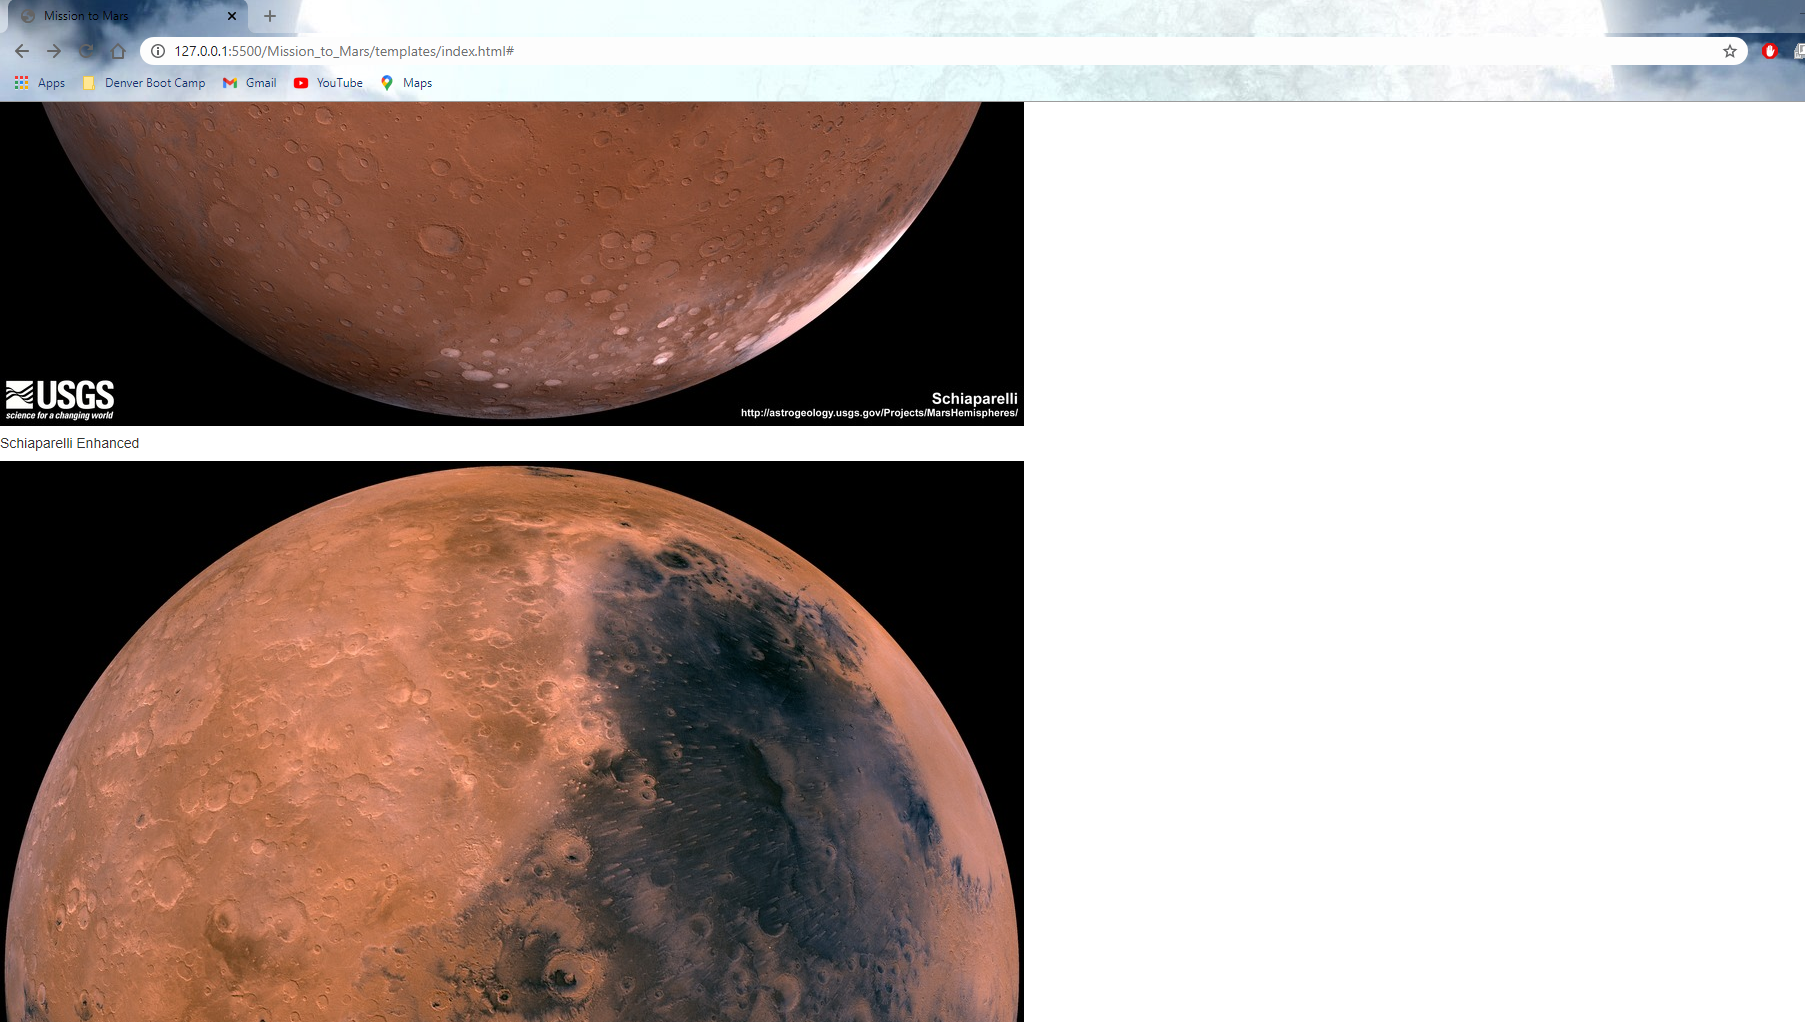 Mission to Mars
127.0.0.1:5500/Mission_to_Mars/templates/index.html#
Apps Denver Boot Camp Gmail YouTube Maps
USGS
science for a changing world
Schiaparelli
http://astrogeology.usgs.gov/Projects/MarsHemispheres/
Schiaparelli Enhanced